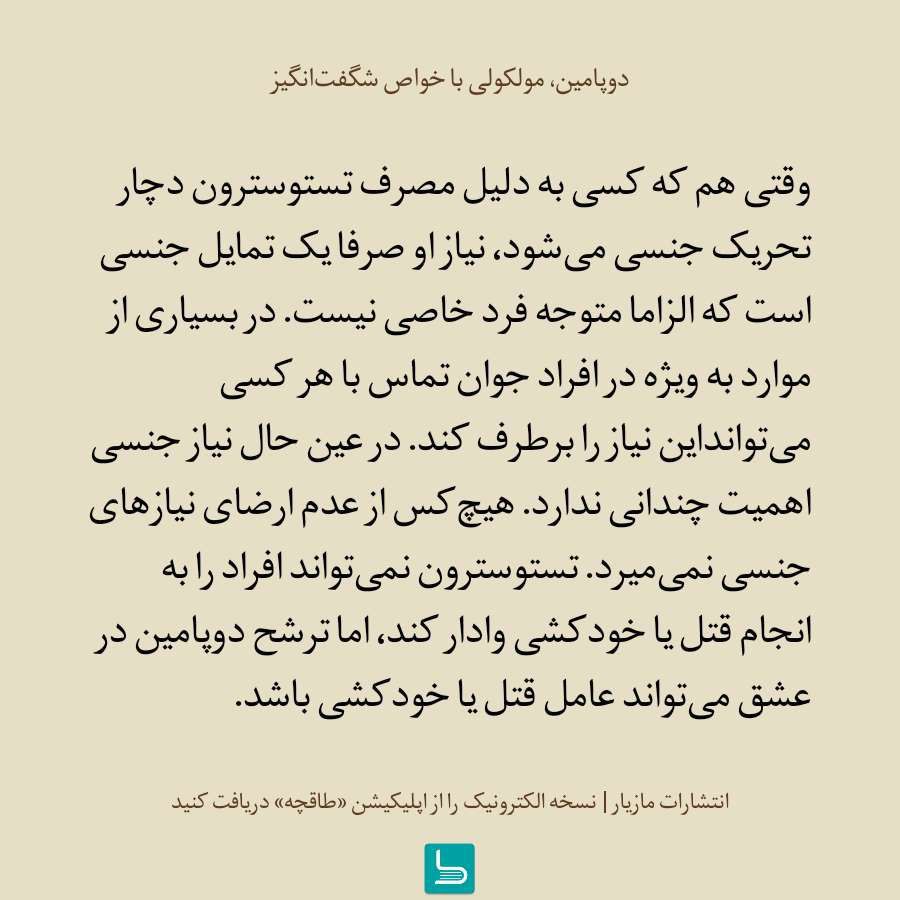 دوپامین، مولکولی با خواص شگفت‌انگیز
وقتی هم که کسی به دلیل مصرف تستوسترون دچار
تحریک جنسی می‌شود، نیاز او صرفا یک تمایل جنسی
است که الزاما متوجه فرد خاصی نیست. در بسیاری از
موارد به ویژه در افراد جوان تماس با هر کسی
می‌توانداین نیاز را برطرف کند. در عین حال نیاز جنسی
اهمیت چندانی ندارد. هیچ‌کس از عدم ارضای نیازهای
جنسی نمی‌میرد. تستوسترون نمی‌تواند افراد را به
انجام قتل یا خودکشی وادار کند، اما ترشح دوپامین در
عشق می‌تواند عامل قتل یا خودکشی باشد.
انتشارات مازیار | نسخه الکترونیک را از اپلیکیشن «طاقچه» دریافت کنید